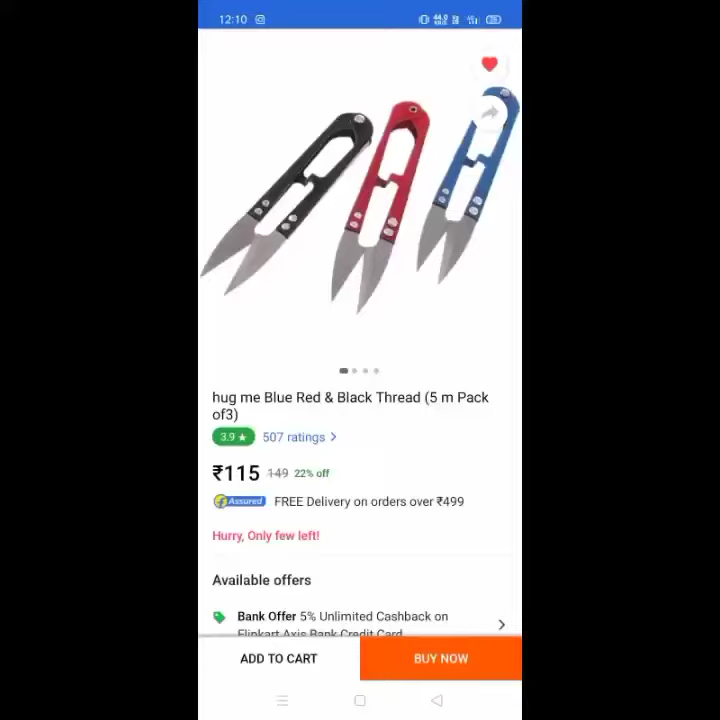 12:10
hug me Blue Red & Black Thread (5 m Pack
of3)
3.9 ★ 507 ratings >
₹115 149 22% off
Assured FREE Delivery on orders over ₹499
Hurry, Only few left!
Available offers
Bank Offer 5% Unlimited Cashback on
Flipkart Axis Bank Credit Card
ADD TO CART BUY NOW